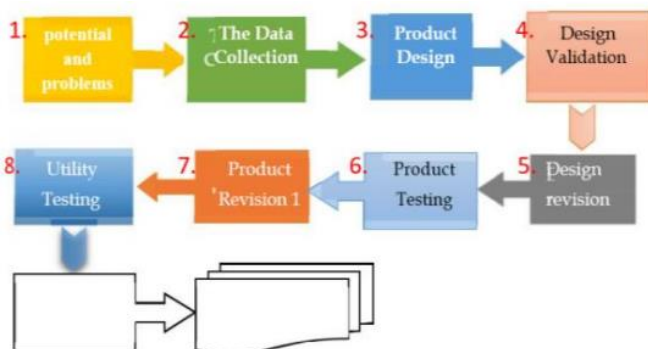 1. potential
and
problems
2. The Data
Collection
3. Product
Design
4. Design
Validation
8. Utility
Testing
7. Product
Revision 1
6. Product
Testing
5. Design
revision